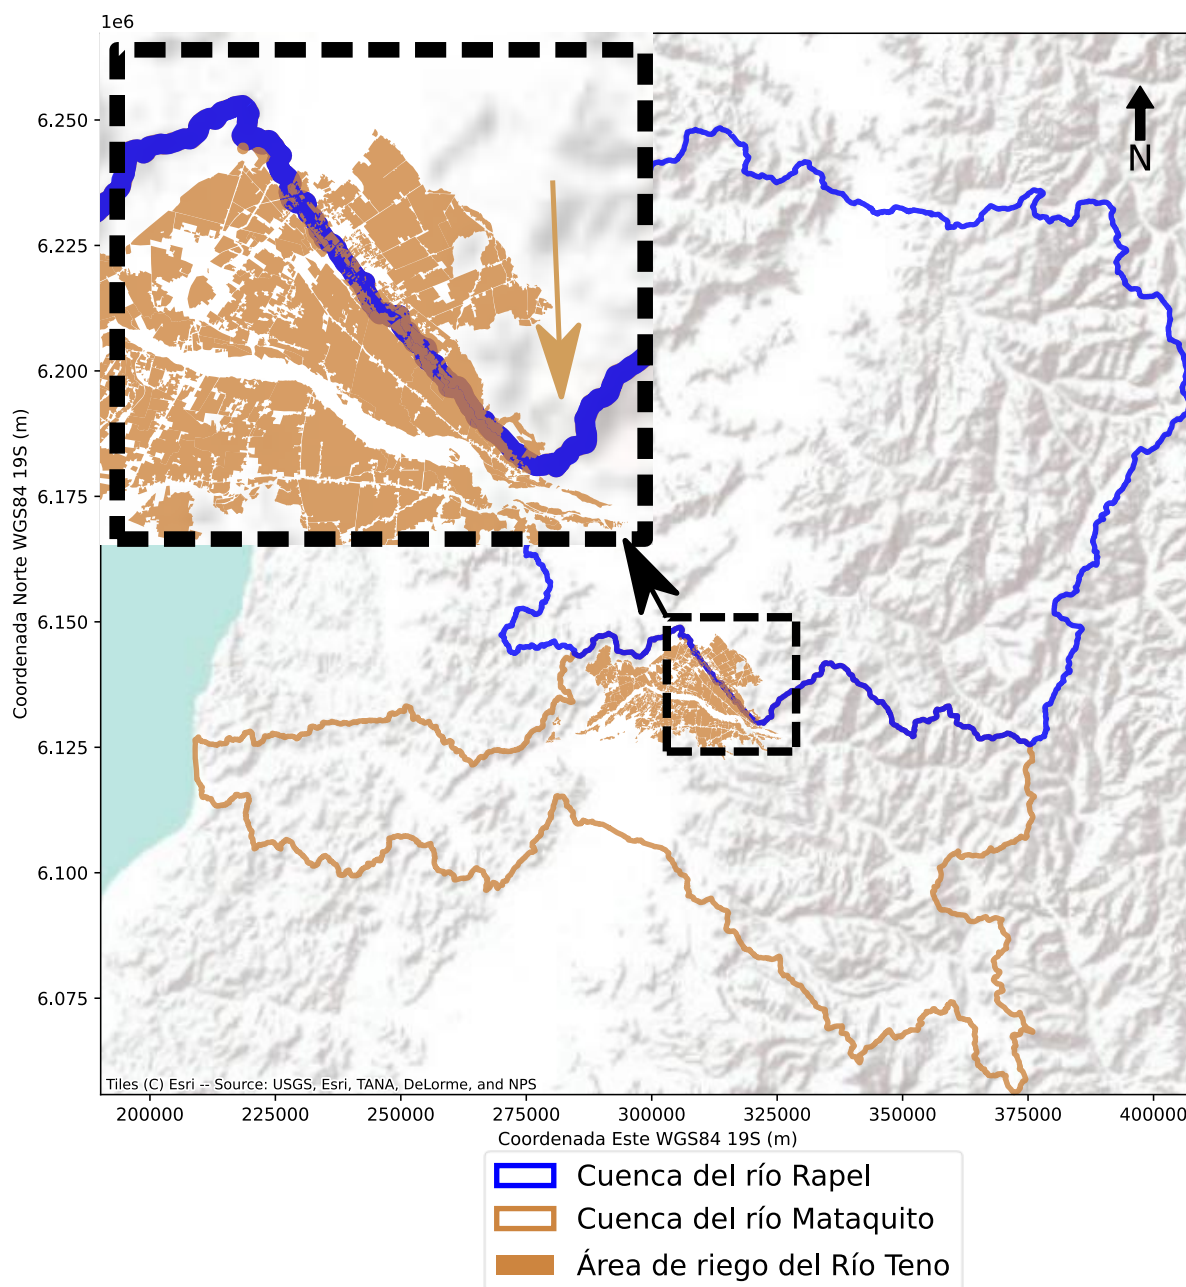 1e6
6.250
6.225
6.200
6.175
6.150
6.125
6.100
6.075
Coordenada Norte WGS84 19S (m)
N
Tiles (C) Esri -- Source: USGS, Esri, TANA, DeLorme, and NPS
200000 225000 250000 275000 300000 325000 350000 375000 400000
Coordenada Este WGS84 19S (m)
Cuenca del río Rapel
Cuenca del río Mataquito
Área de riego del Río Teno